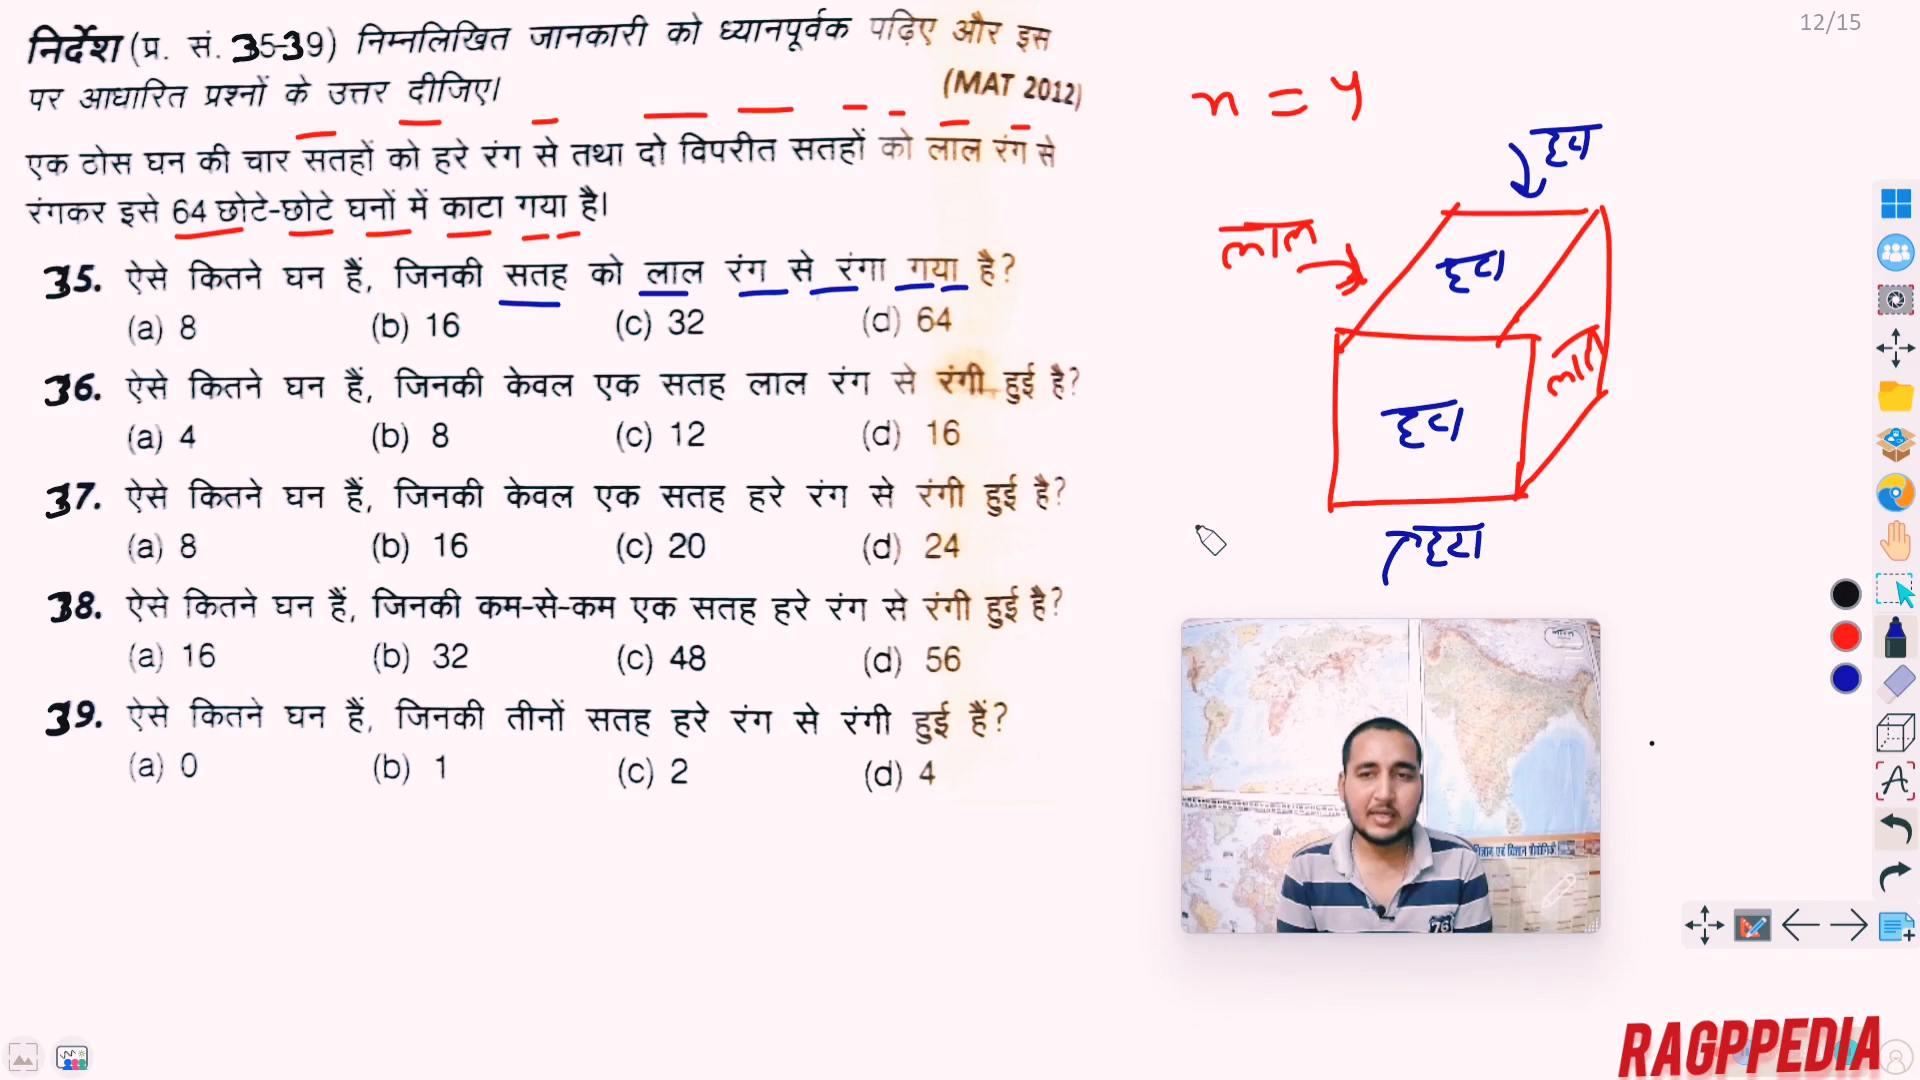 निर्देश (प्र. सं. 35-39) निम्नलिखित जानकारी को ध्यानपूर्वक पढ़िए और इस
पर आधारित प्रश्नों के उत्तर दीजिए। (MAT 2012)
एक ठोस घन की चार सतहों को हरे रंग से तथा दो विपरीत सतहों को लाल रंग से
रंगकर इसे 64 छोटे-छोटे घनों में काटा गया है।
35. ऐसे कितने घन हैं, जिनकी सतह को लाल रंग से रंगा गया है?
(a) 8 (b) 16 (c) 32 (d) 64
36. ऐसे कितने घन हैं, जिनकी केवल एक सतह लाल रंग से रंगी हुई है?
(a) 4 (b) 8 (c) 12 (d) 16
37. ऐसे कितने घन हैं, जिनकी केवल एक सतह हरे रंग से रंगी हुई है?
(a) 8 (b) 16 (c) 20 (d) 24
38. ऐसे कितने घन हैं, जिनकी कम-से-कम एक सतह हरे रंग से रंगी हुई है?
(a) 16 (b) 32 (c) 48 (d) 56
39. ऐसे कितने घन हैं, जिनकी तीनों सतह हरे रंग से रंगी हुई हैं?
(a) 0 (b) 1 (c) 2 (d) 4
12/15
n = 4
हरा
लाल
हरा
लाल
हरा
हरा
76
RAGPPEDIA